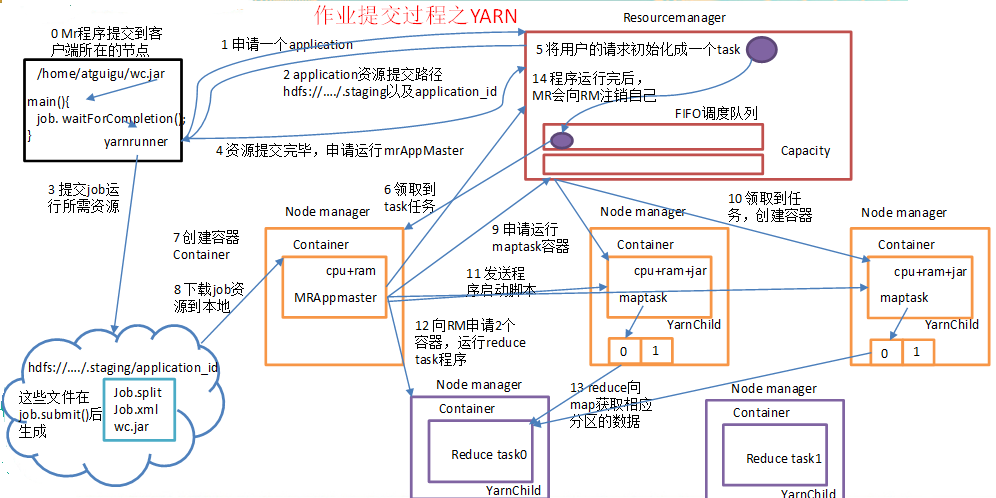 作业提交过程之YARN
0 Mr程序提交到客
户端所在的节点
/home/atguigu/wc.jar
main(){
job. waitForCompletion();
}
yarnrunner
1 申请一个application
2 application资源提交路径
hdfs://…./.staging以及application_id
4 资源提交完毕，申请运行mrAppMaster
Resourcemanager
5 将用户的请求初始化成一个task
14 程序运行完后，
MR会向RM注销自己
FIFO调度队列
Capacity
3 提交job运
行所需资源
6 领取到
task任务
7 创建容器
Container
8 下载job资
源到本地
Node manager
Container
cpu+ram
MRAppmaster
9 申请运行
maptask容器
11 发送程
序启动脚本
Node manager
Container
cpu+ram+jar
maptask
YarnChild
0
1
10 领取到任
务，创建容器
Node manager
Container
cpu+ram+jar
maptask
YarnChild
0
1
12 向RM申请2个
容器，运行reduce
task程序
13 reduce向
map获取相应
分区的数据
hdfs://…./.staging/application_id
这些文件在
job.submit()后
生成
Job.split
Job.xml
wc.jar
Node manager
Container
Reduce task0
YarnChild
Node manager
Container
Reduce task1
YarnChild